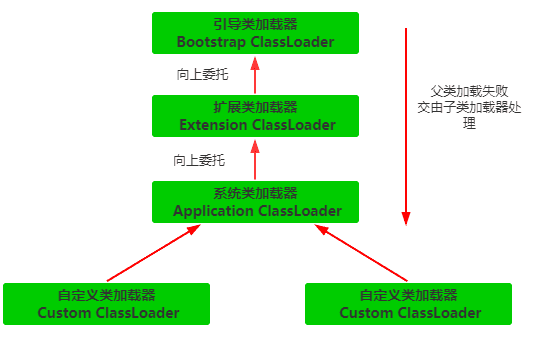 引导类加载器
Bootstrap ClassLoader
向上委托
扩展类加载器
Extension ClassLoader
向上委托
系统类加载器
Application ClassLoader
父类加载失败
交由子类加载器处
理
自定义类加载器
Custom ClassLoader
自定义类加载器
Custom ClassLoader